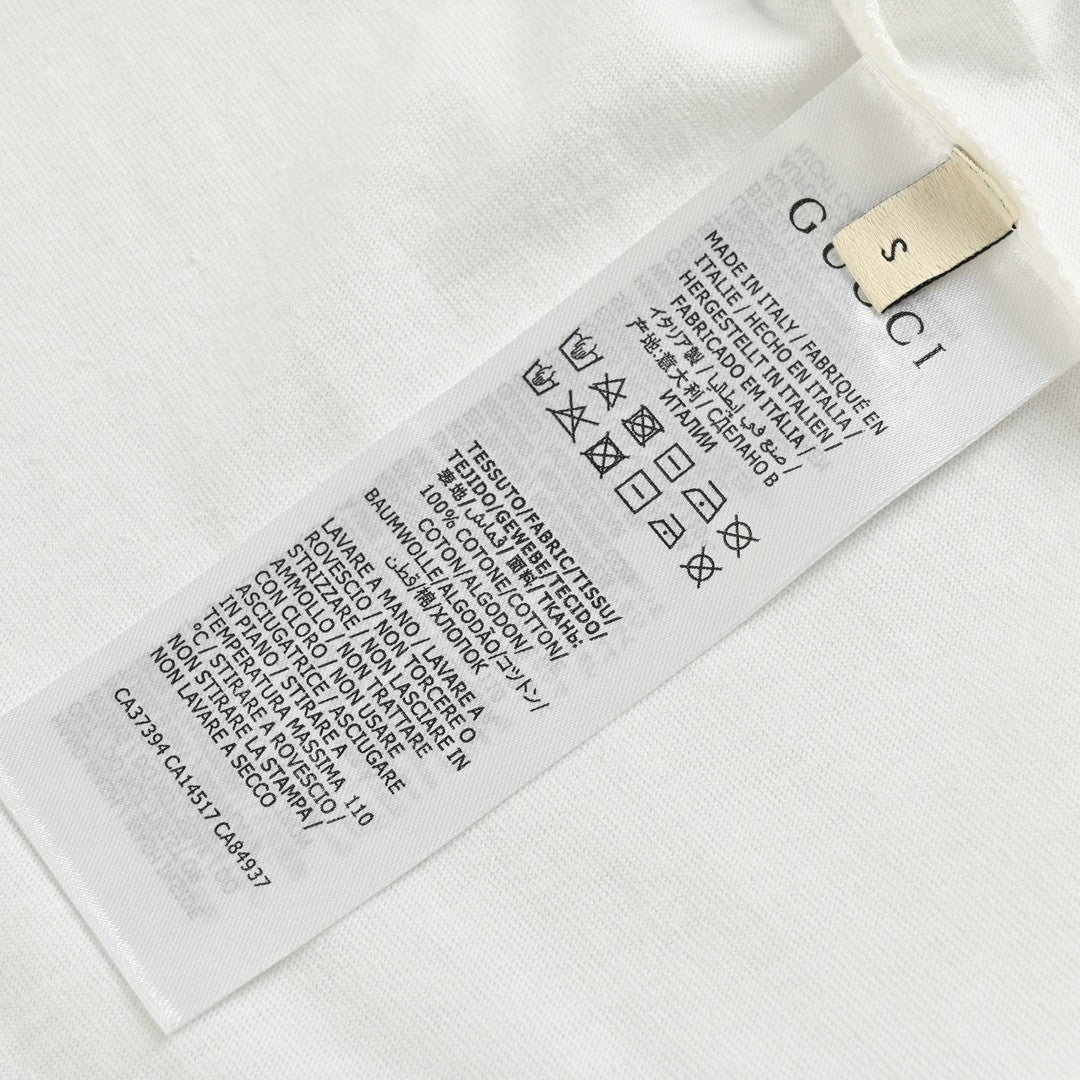 GUCCI
S
MADE IN ITALY / FABRIQUÉ EN
ITALIE / HECHO EN ITALIA /
HERGESTELLT IN ITALIEN /
FABRICADO EM ITÁLIA /
イタリア製 / صنع في إيطاليا /
产地:意大利 / СДЕЛАНО В
ИТАЛИИ
TESSUTO/FABRIC/TISSU/
TEJIDO/GEWEBE/TECIDO/
表地/قماش/面料/ТКАНЬ:
100% COTONE/COTTON/
COTON/ALGODON/
BAUMWOLLE/ALGODÃO/コットン/
قطن/棉/ХЛОПОК
LAVARE A MANO / LAVARE A
ROVESCIO / NON TORCERE O
STRIZZARE / NON LASCIARE IN
AMMOLLO / NON TRATTARE
CON CLORO / NON USARE
ASCIUGATRICE / ASCIUGARE
IN PIANO / STIRARE A
TEMPERATURA MASSIMA 110
°C / STIRARE A ROVESCIO /
NON STIRARE LA STAMPA /
NON LAVARE A SECCO
CA37394 CA14517 CA84937